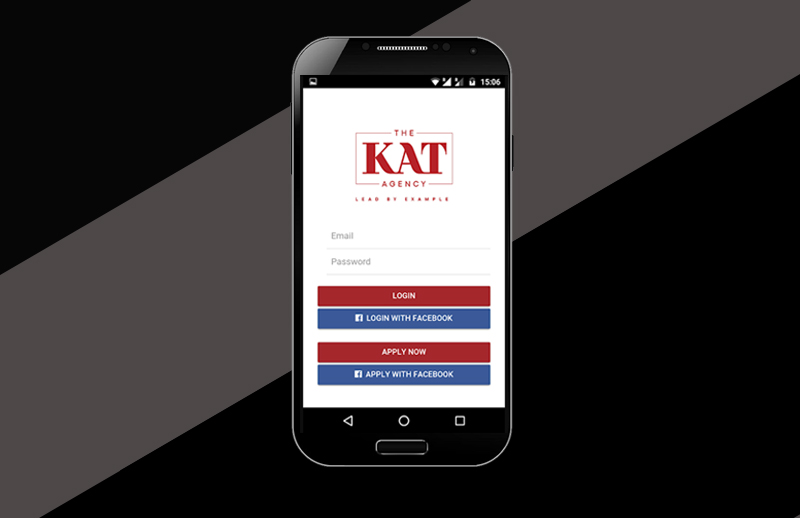 15:06
THE
KAT
AGENCY
LEAD BY EXAMPLE
Email
Password
LOGIN
LOGIN WITH FACEBOOK
APPLY NOW
APPLY WITH FACEBOOK